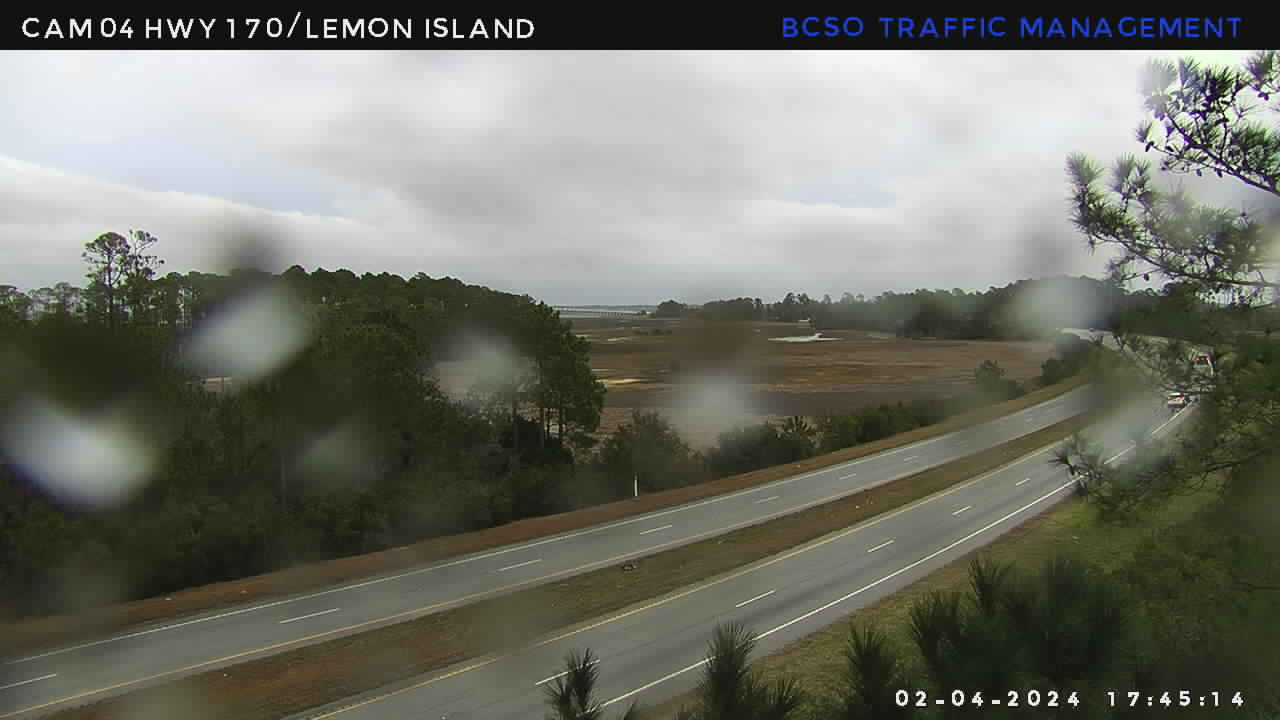 CAM04 HWY 170/LEMON ISLAND
BCSO TRAFFIC MANAGEMENT
02-04-2024 17:45:14